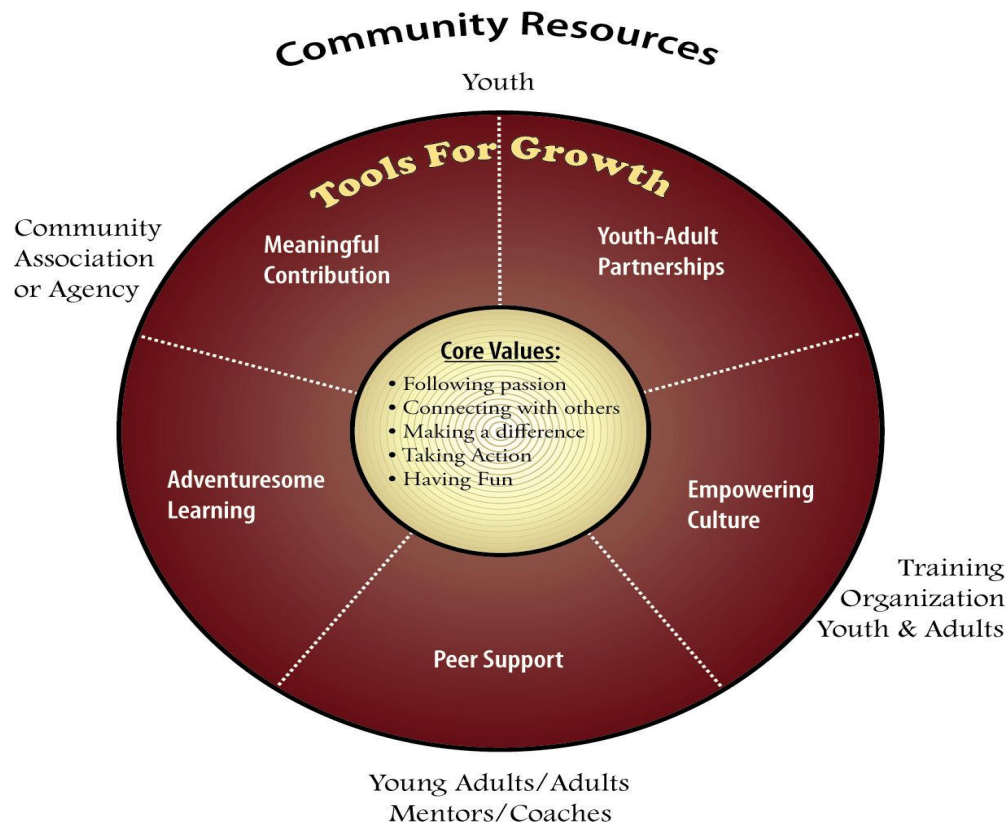 Community Resources
Youth
Tools For Growth
Community
Association
or Agency
Meaningful
Contribution
Youth-Adult
Partnerships
Core Values:
• Following passion
• Connecting with others
• Making a difference
• Taking Action
• Having Fun
Adventuresome
Learning
Empowering
Culture
Training
Organization
Youth & Adults
Peer Support
Young Adults/Adults
Mentors/Coaches